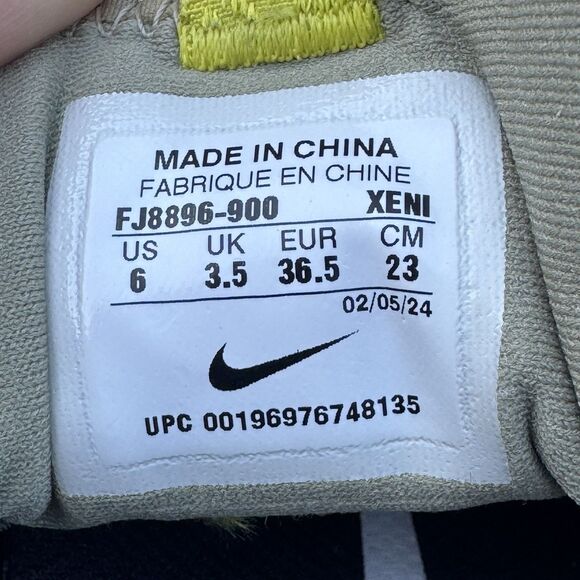 MADE IN CHINA
FABRIQUE EN CHINE
FJ8896-900 XENI
US UK EUR CM
6 3.5 36.5 23
02/05/24
UPC 00196976748135